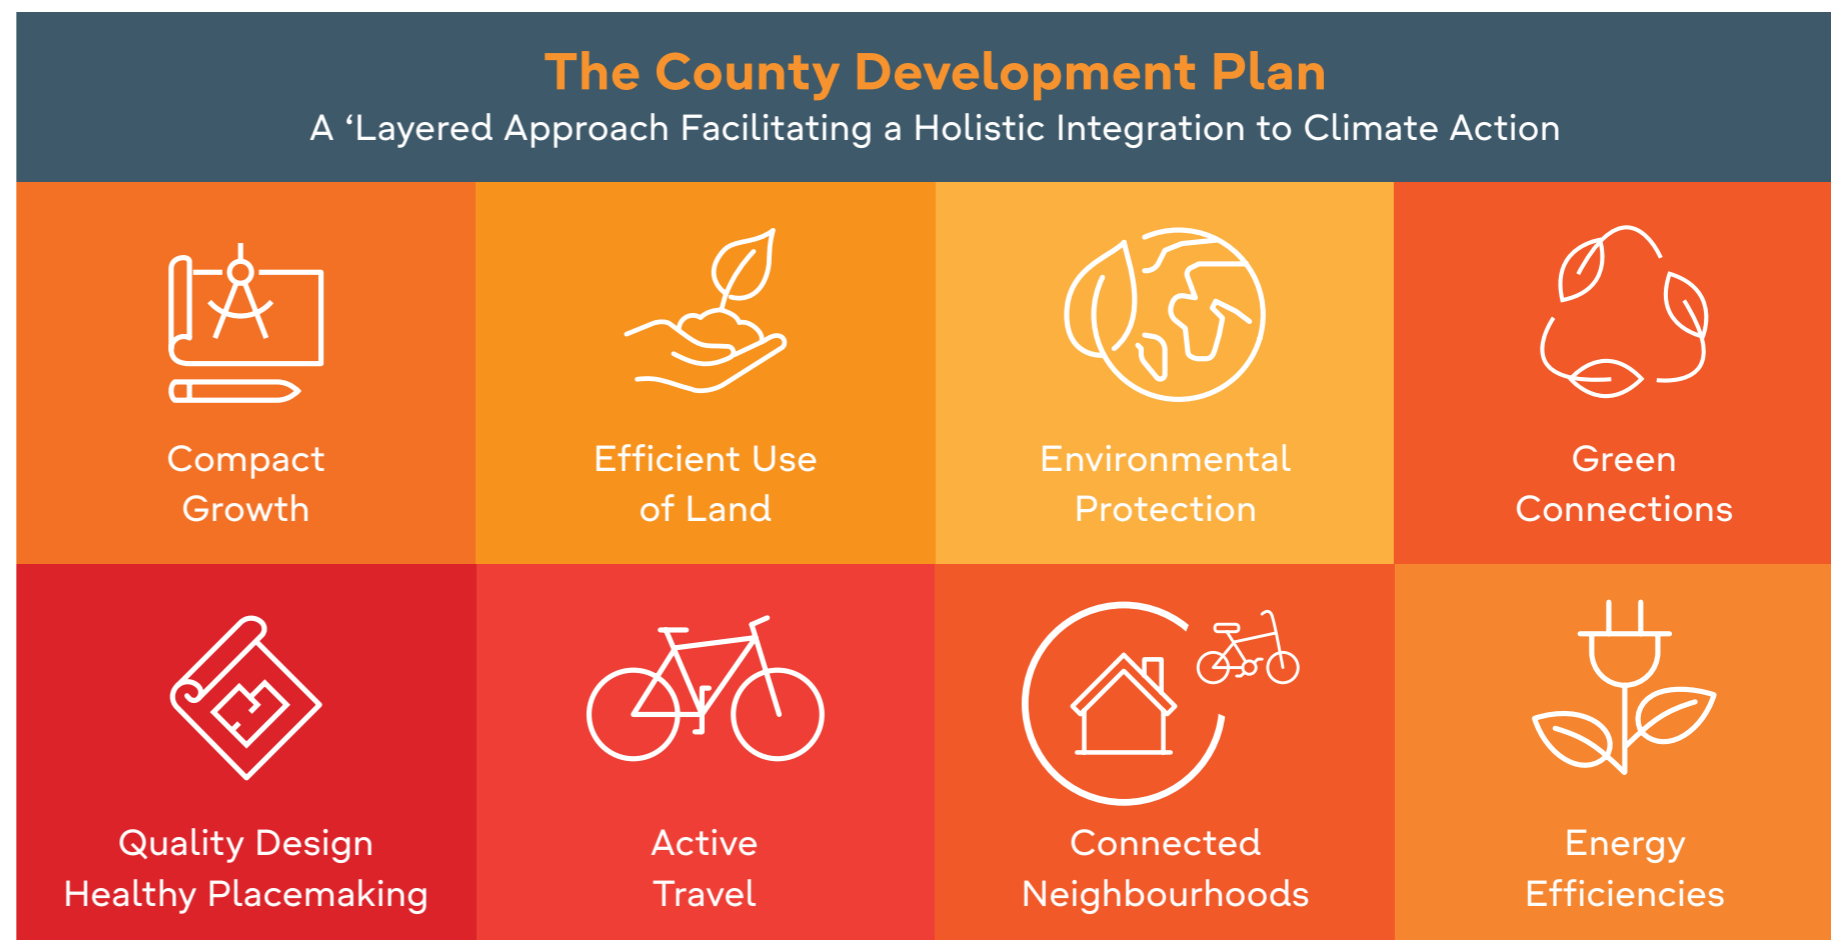 The County Development Plan
A ‘Layered Approach Facilitating a Holistic Integration to Climate Action
Compact
Growth
Efficient Use
of Land
Environmental
Protection
Green
Connections
Quality Design
Healthy Placemaking
Active
Travel
Connected
Neighbourhoods
Energy
Efficiencies